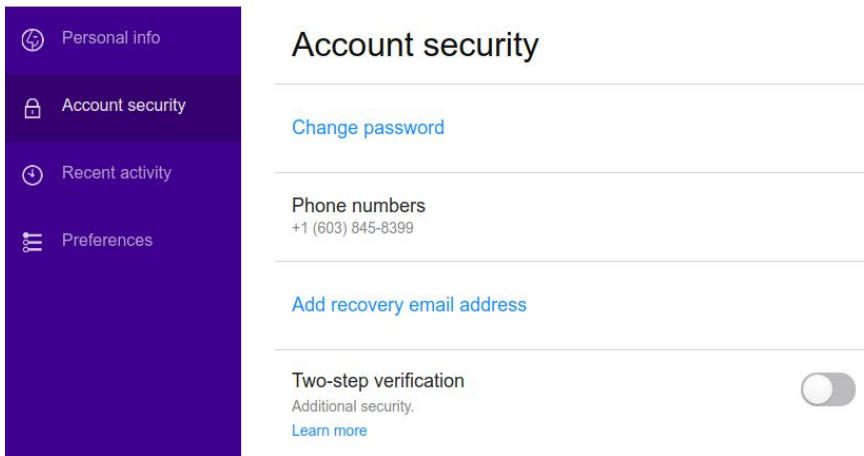 Personal info
Account security
Recent activity
Preferences
Account security
Change password
Phone numbers
+1 (603) 845-8399
Add recovery email address
Two-step verification
Additional security.
Learn more